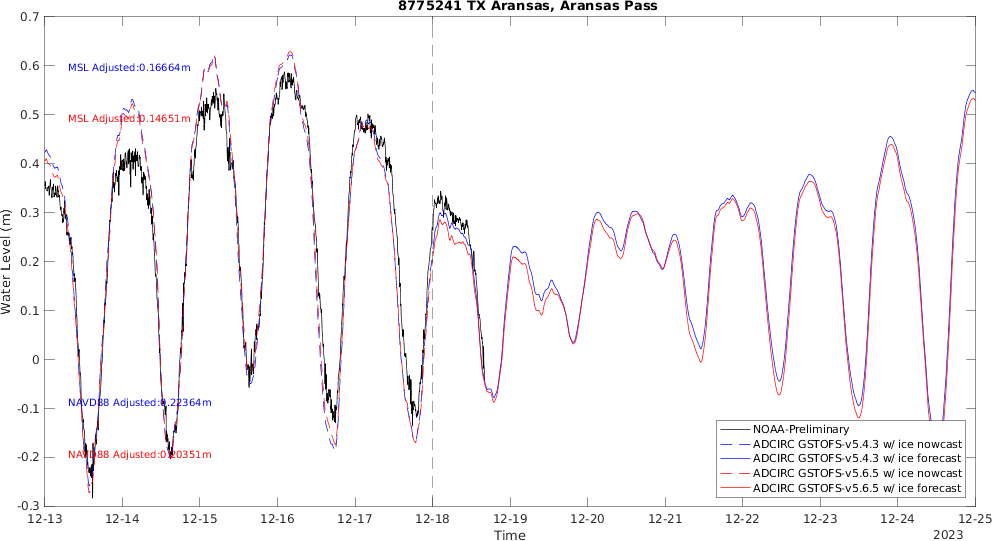 8775241 TX Aransas, Aransas Pass
0.7
0.6
0.5
0.4
0.3
0.2
0.1
0
-0.1
-0.2
-0.3
Water Level (m)
MSL Adjusted:0.16664m
MSL Adjusted:0.14651m
NAVD88 Adjusted:0.22364m
NAVD88 Adjusted:0.20351m
NOAA-Preliminary
ADCIRC GSTOFS-v5.4.3 w/ ice nowcast
ADCIRC GSTOFS-v5.4.3 w/ ice forecast
ADCIRC GSTOFS-v5.6.5 w/ ice nowcast
ADCIRC GSTOFS-v5.6.5 w/ ice forecast
12-13 12-14 12-15 12-16 12-17 12-18 12-19 12-20 12-21 12-22 12-23 12-24 12-25
Time
2023